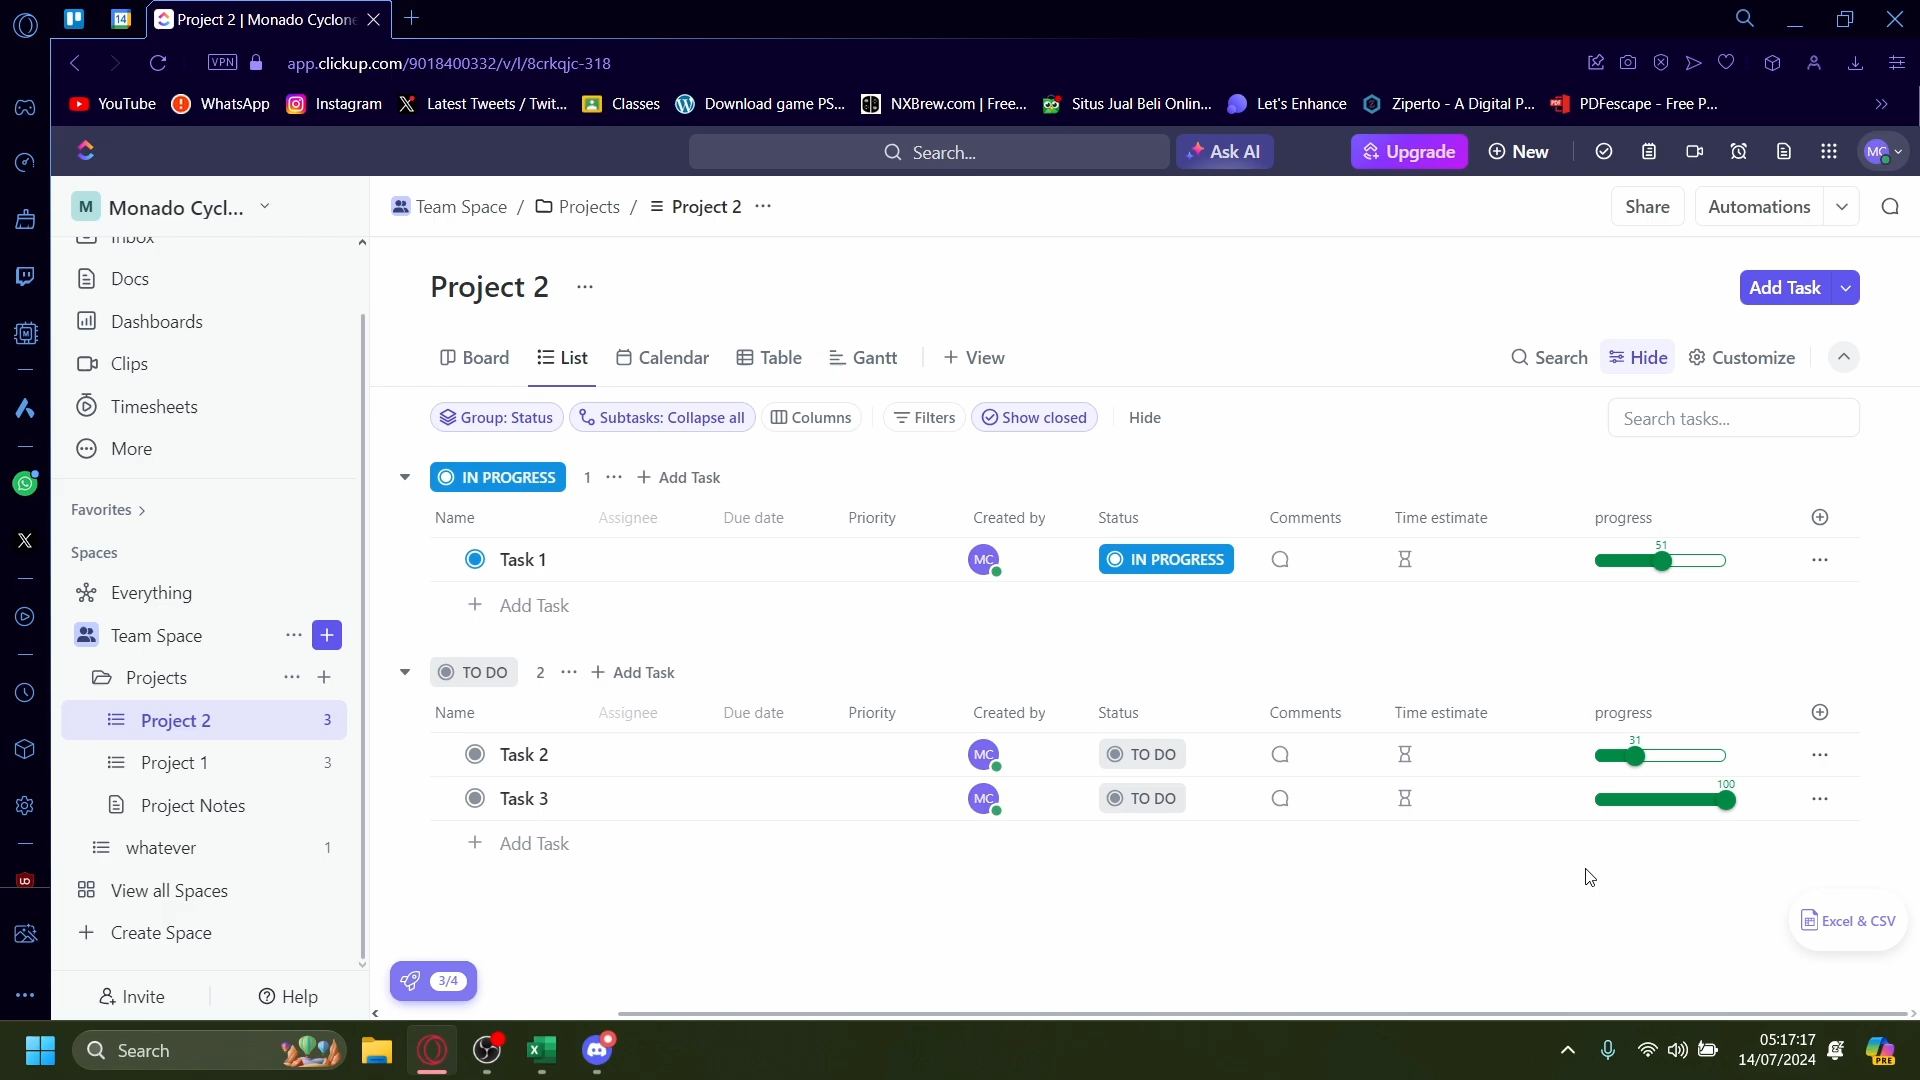 Project 2 | Monado Cyclone
VPN
app.clickup.com/9018400332/v/l/8crkqjc-318
YouTube
WhatsApp
Instagram
Latest Tweets / Twit...
Classes
Download game PS...
NXBrew.com | Free...
Situs Jual Beli Onlin...
Let's Enhance
Ziperto - A Digital P...
PDFescape - Free P...
Search...
Ask AI
Upgrade
New
MC
M Monado Cycl...
Team Space / Projects / Project 2 ...
Share
Automations
Inbox
Docs
Dashboards
Clips
Timesheets
More
Favorites
Spaces
Everything
Team Space
Projects
Project 2 3
Project 1 3
Project Notes
whatever 1
View all Spaces
Create Space
Invite
Help
Project 2 ...
Add Task
Board
List
Calendar
Table
Gantt
+ View
Search
Hide
Customize
Group: Status
Subtasks: Collapse all
Columns
Filters
Show closed
Hide
Search tasks...
IN PROGRESS 1 ... + Add Task
Name Assignee Due date Priority Created by Status Comments Time estimate progress
51
Task 1 MC IN PROGRESS
+ Add Task
TO DO 2 ... + Add Task
Name Assignee Due date Priority Created by Status Comments Time estimate progress
31
Task 2 MC TO DO
100
Task 3 MC TO DO
+ Add Task
Excel & CSV
3/4
Search
05:17:17
14/07/2024
PRE